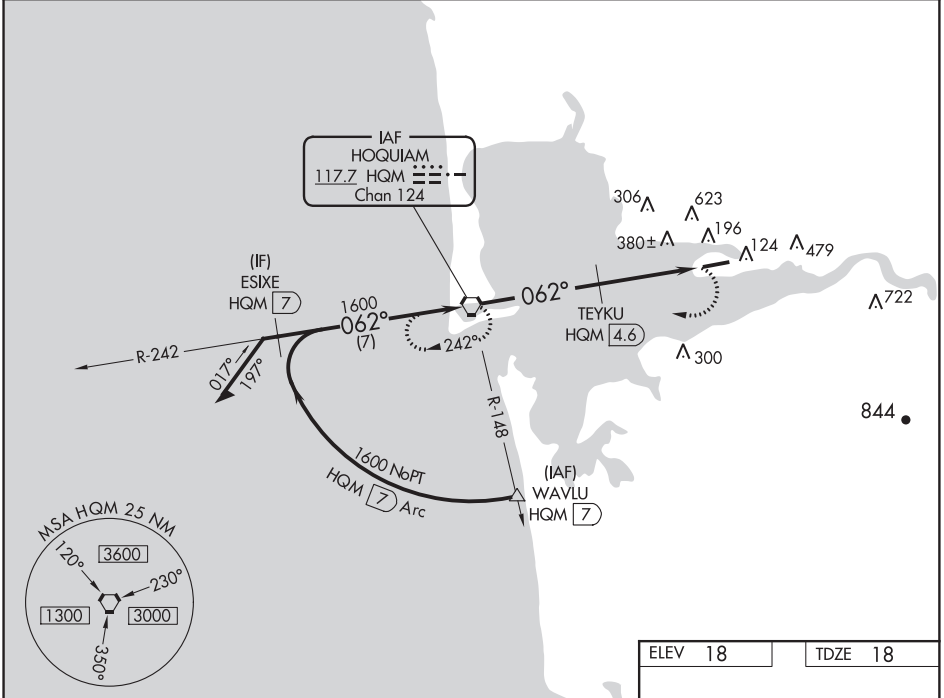 IAF
HOQUIAM
117.7 HQM
Chan 124
306
623
380±
196
124
479
(IF)
ESIXE
HQM 7
1600
062°
(7)
062°
TEYKU
HQM 4.6
722
R-242
242°
300
017°
197°
R-148
844
1600 NoPT
HQM 7 Arc
(IAF)
WAVLU
HQM 7
MSA HQM 25 NM
120°
3600
230°
1300
3000
350°
ELEV 18
TDZE 18